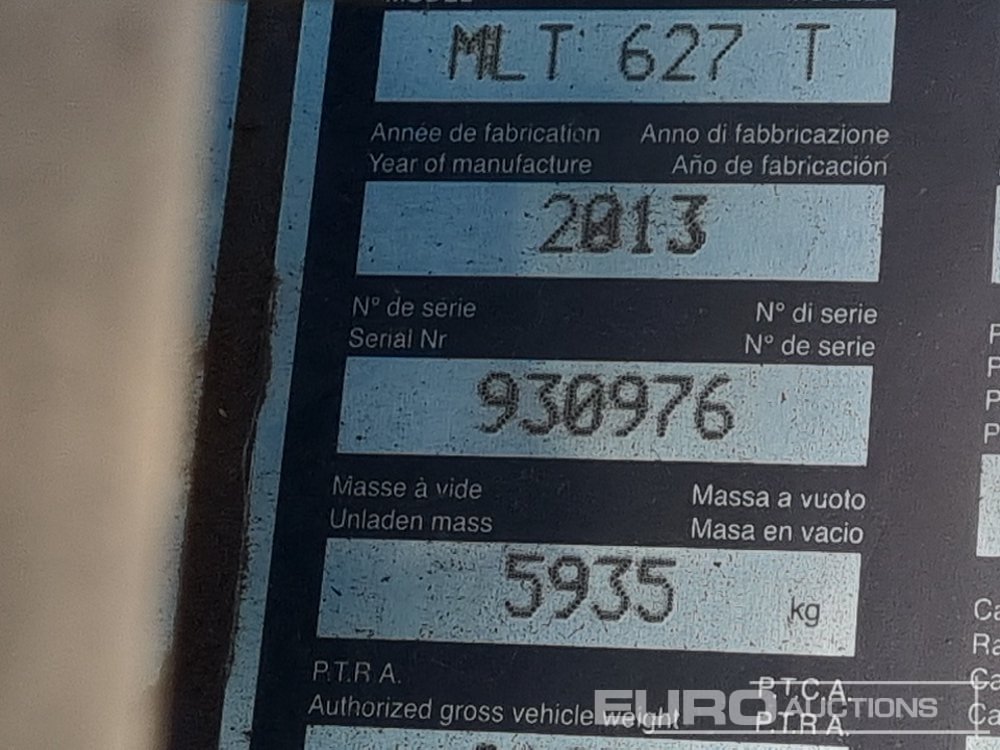 MLT 627 T
Année de fabrication Anno di fabbricazione
Year of manufacture Año de fabricación
2013
N° de serie N° di serie
Serial Nr N° de serie
930976
Masse à vide Massa a vuoto
Unladen mass Masa en vacio
5935 kg
P.T.R A. P.T.C.A.
Authorized gross vehicle weight P.T.R.A.
EURO AUCTIONS